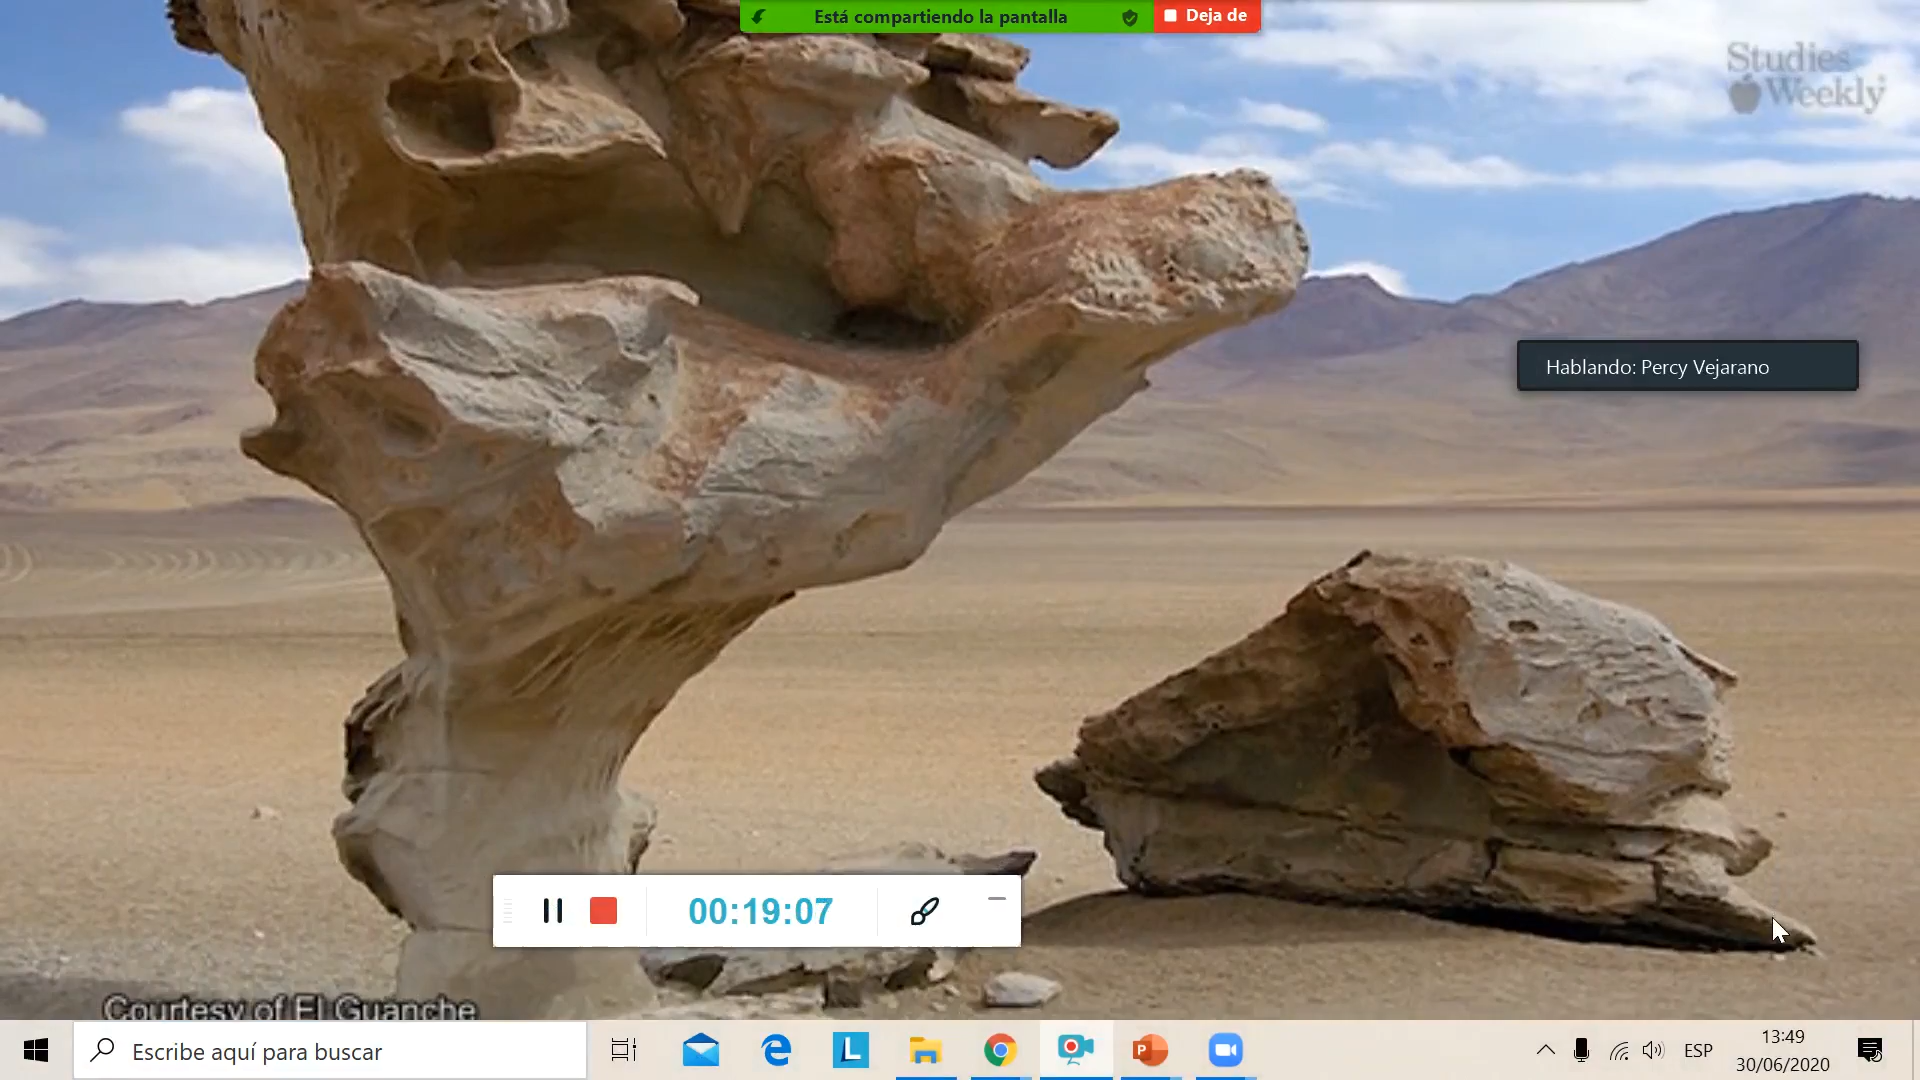 Está compartiendo la pantalla
Deja de
Studies
Weekly
Hablando: Percy Vejarano
00:19:07
Courtesy of El Guanche
Escribe aquí para buscar
ESP
13:49
30/06/2020